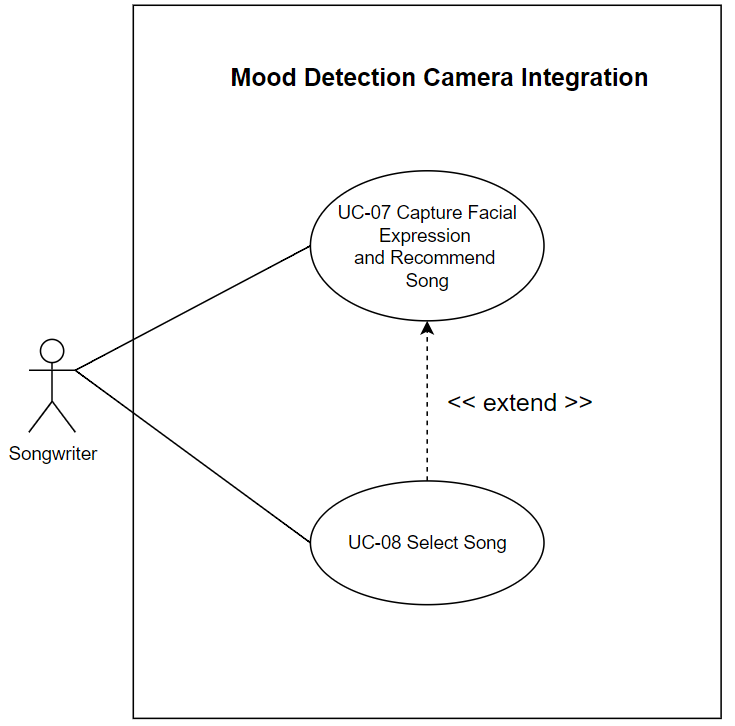 Mood Detection Camera Integration
UC-07 Capture Facial
Expression
and Recommend
Song
<< extend >>
Songwriter
UC-08 Select Song